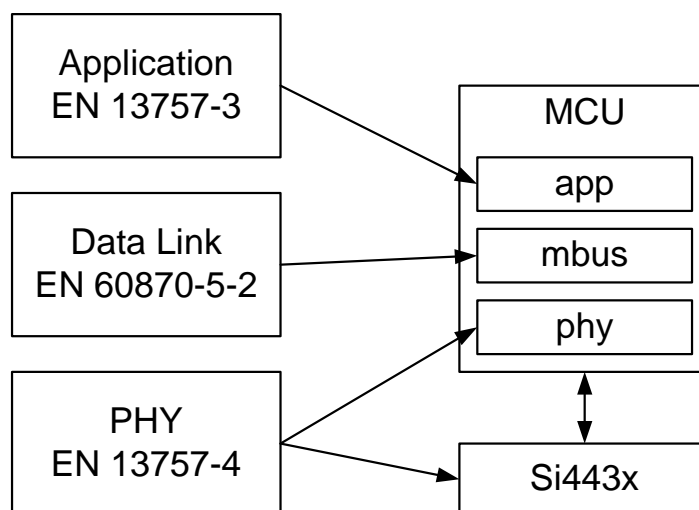 Application
EN 13757-3
Data Link
EN 60870-5-2
PHY
EN 13757-4
MCU
app
mbus
phy
Si443x